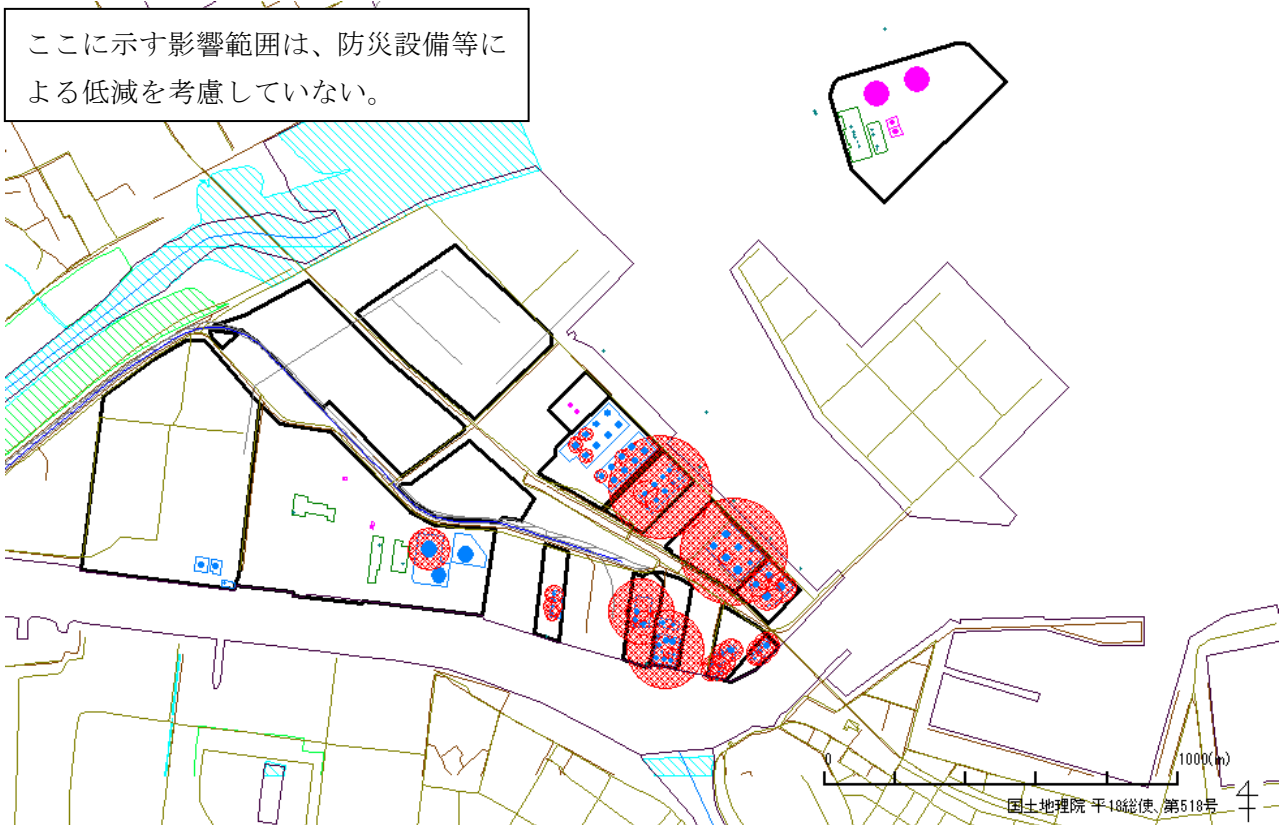 ここに示す影響範囲は、防災設備等に
よる低減を考慮していない。
0
1000(m)
国土地理院 平18総使、第518号